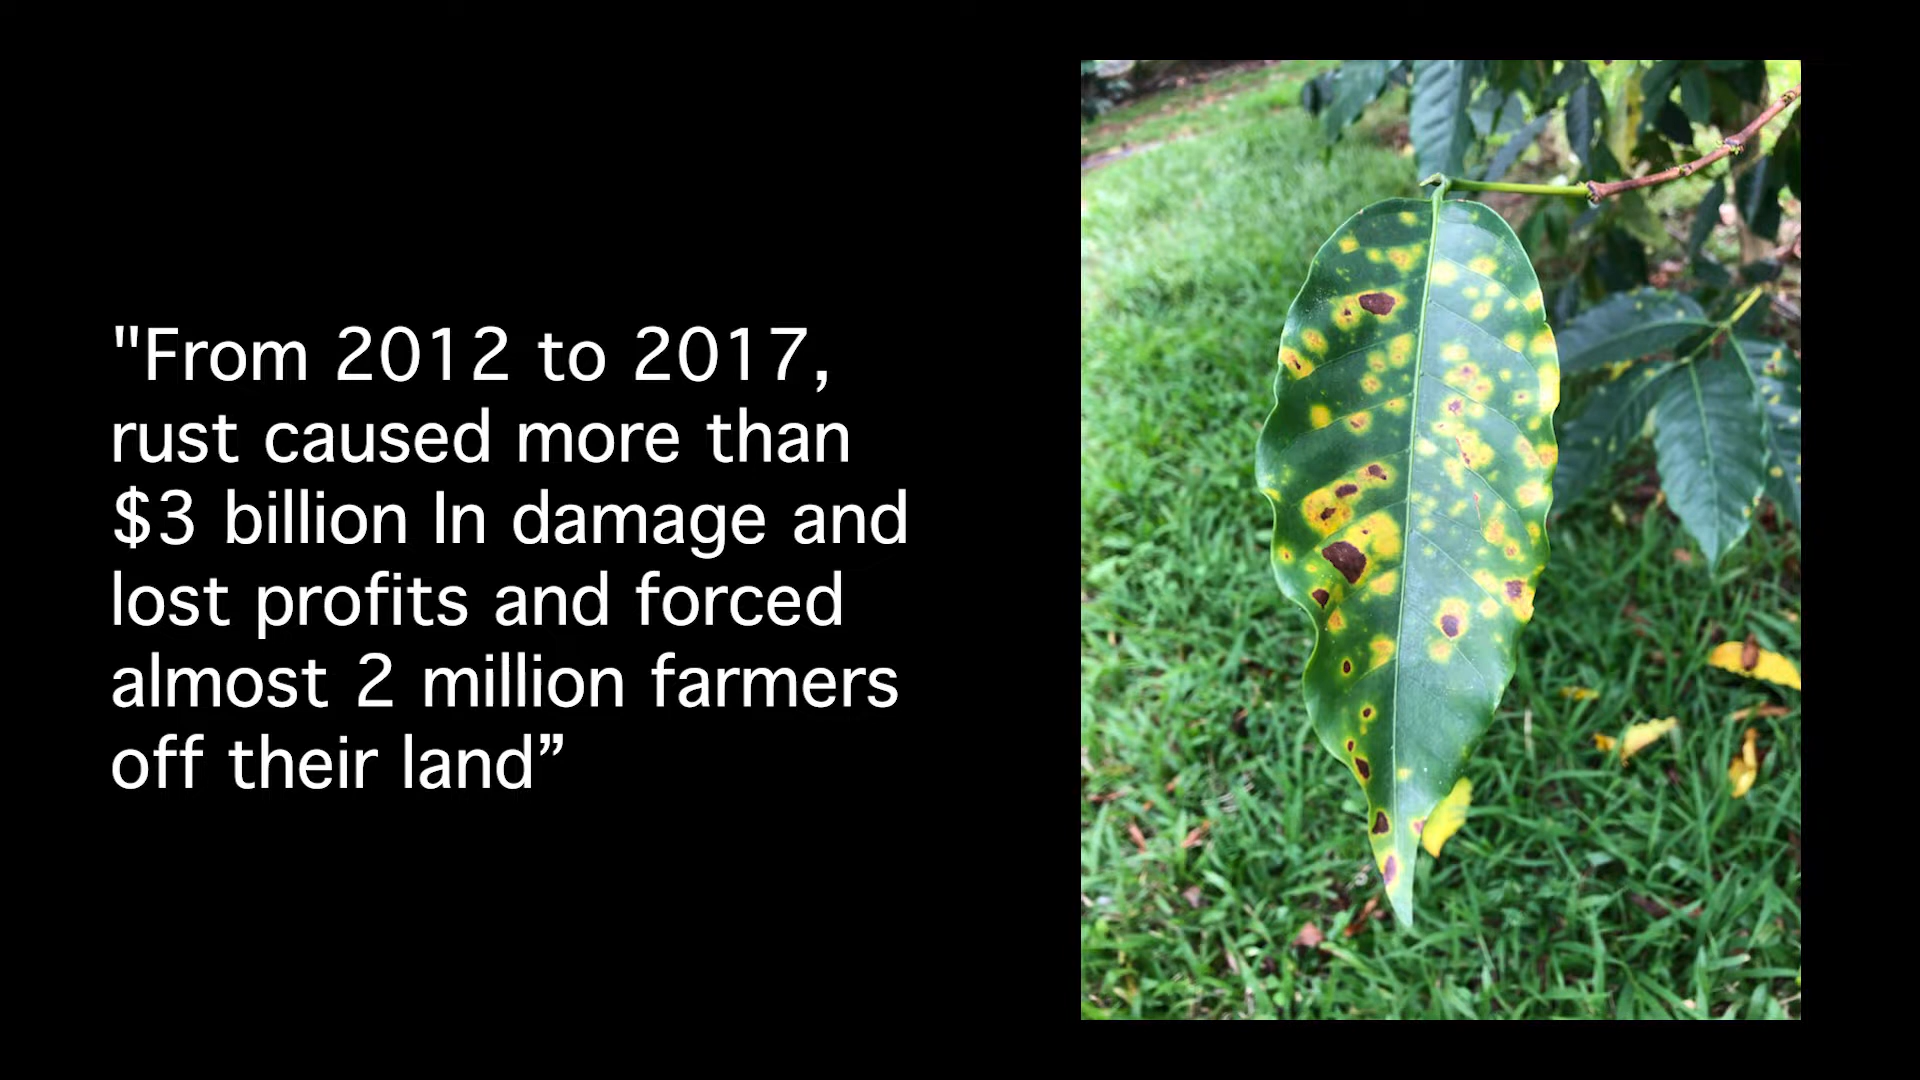 "From 2012 to 2017,
rust caused more than
$3 billion In damage and
lost profits and forced
almost 2 million farmers
off their land”